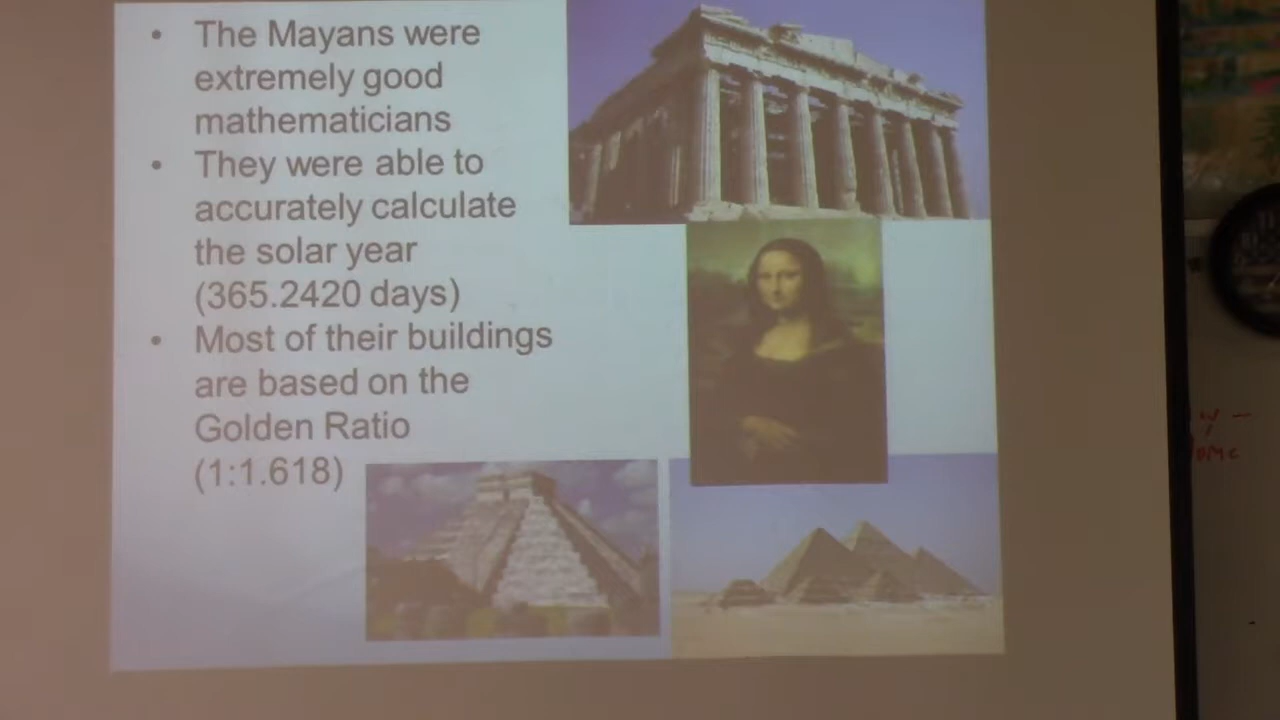 • The Mayans were
extremely good
mathematicians
• They were able to
accurately calculate
the solar year
(365.2420 days)
• Most of their buildings
are based on the
Golden Ratio
(1:1.618)